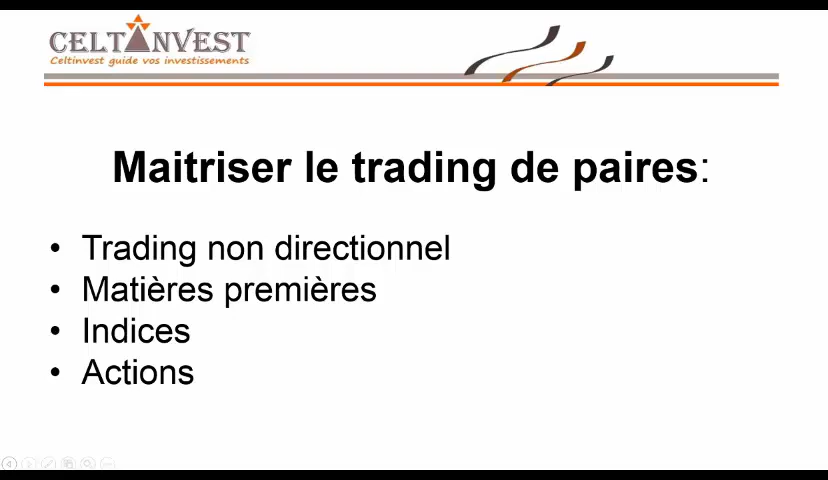 CELTINVEST
Celtinvest guide vos investissements
Maitriser le trading de paires:
• Trading non directionnel
• Matières premières
• Indices
• Actions